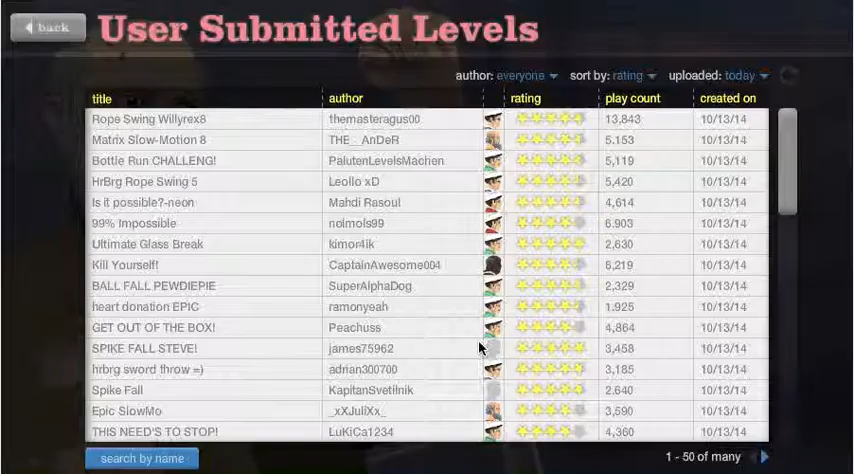 back
User Submitted Levels
author: everyone sort by: rating uploaded: today
title author rating play count created on
Rope Swing Willyrex8 themasteragus00 13,843 10/13/14
Matrix Slow-Motion 8 THE_ AnDeR 5,153 10/13/14
Bottle Run CHALLENG! PalutenLevelsMachen 5,119 10/13/14
HrBrg Rope Swing 5 Leollo xD 5,420 10/13/14
Is it possible?-neon Mahdi Rasoul 4,614 10/13/14
99% Impossible nolmols99 6,903 10/13/14
Ultimate Glass Break kimor4ik 2,630 10/13/14
Kill Yourself! CaptainAwesome004 6,219 10/13/14
BALL FALL PEWDIEPIE SuperAlphaDog 2,329 10/13/14
heart donation EPIC ramonyeah 1,925 10/13/14
GET OUT OF THE BOX! Peachuss 4,864 10/13/14
SPIKE FALL STEVE! james75962 3,458 10/13/14
hrbrg sword throw =) adrian300700 3,185 10/13/14
Spike Fall KapitanSvetilnik 2,640 10/13/14
Epic SlowMo _xXJuliXx_ 3,590 10/13/14
THIS NEED'S TO STOP! LuKiCa1234 4,360 10/13/14
search by name 1 - 50 of many